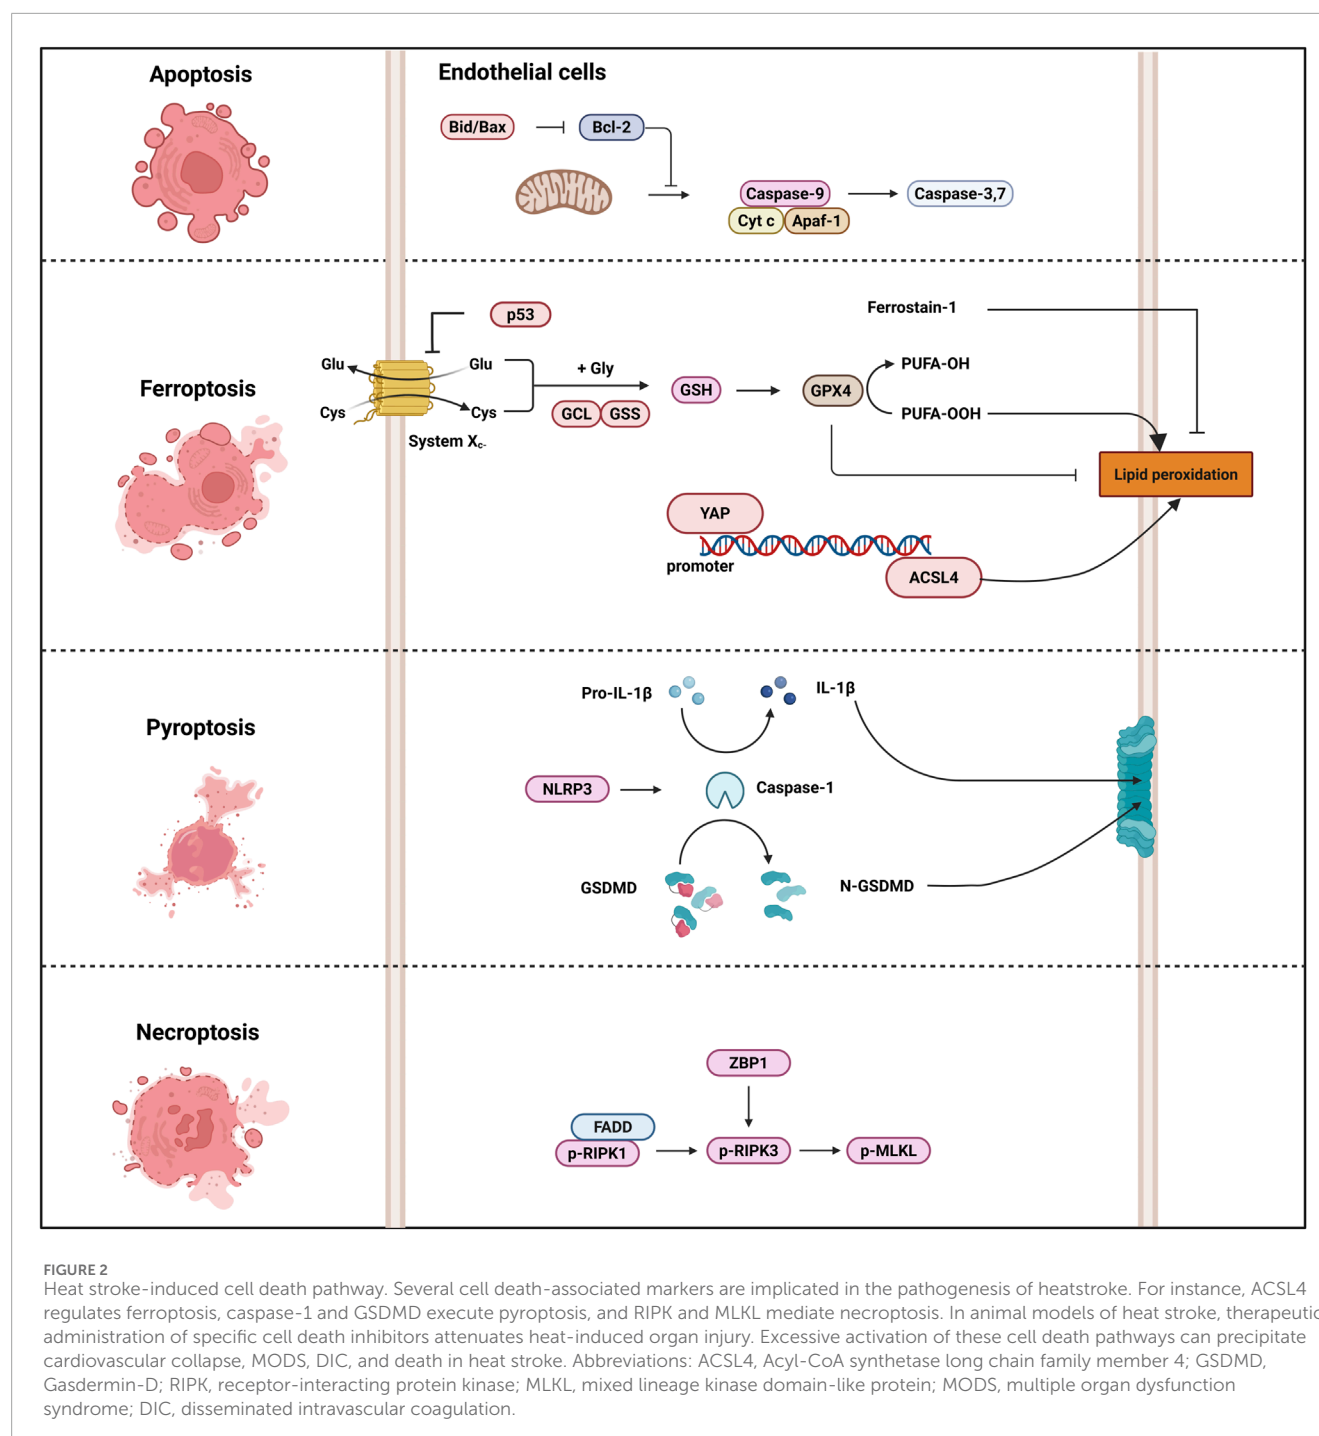 Apoptosis
Endothelial cells
Bid/Bax
Bcl-2
Caspase-9
Caspase-3,7
Cyt c
Apaf-1
Ferroptosis
p53
Glu
Glu
Cys
Cys
System Xc-
+ Gly
GCL
GSS
GSH
GPX4
Ferrostain-1
PUFA-OH
PUFA-OOH
Lipid peroxidation
YAP
promoter
ACSL4
Pyroptosis
Pro-IL-1β
IL-1β
NLRP3
Caspase-1
GSDMD
N-GSDMD
Necroptosis
ZBP1
FADD
p-RIPK1
p-RIPK3
p-MLKL
FIGURE 2
Heat stroke-induced cell death pathway. Several cell death-associated markers are implicated in the pathogenesis of heatstroke. For instance, ACSL4
regulates ferroptosis, caspase-1 and GSDMD execute pyroptosis, and RIPK and MLKL mediate necroptosis. In animal models of heat stroke, therapeutic
administration of specific cell death inhibitors attenuates heat-induced organ injury. Excessive activation of these cell death pathways can precipitate
cardiovascular collapse, MODS, DIC, and death in heat stroke. Abbreviations: ACSL4, Acyl-CoA synthetase long chain family member 4; GSDMD,
Gasdermin-D; RIPK, receptor-interacting protein kinase; MLKL, mixed lineage kinase domain-like protein; MODS, multiple organ dysfunction
syndrome; DIC, disseminated intravascular coagulation.